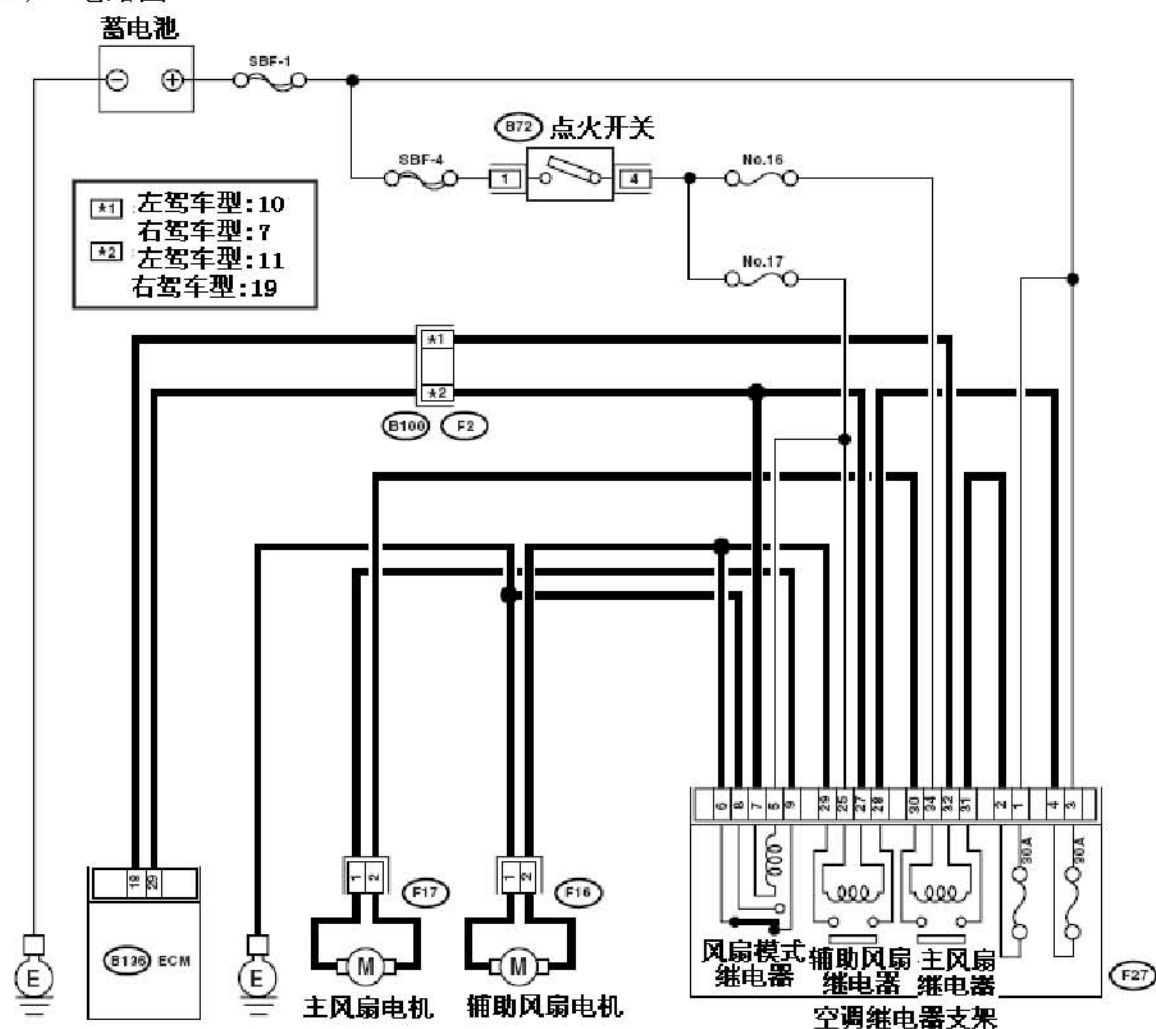 蓄电池
SBF-1
B72 点火开关
SBF-4
1
4
No.16
No.17
*1 左驾车型:10
右驾车型:7
*2 左驾车型:11
右驾车型:19
*1
*2
B100 F2
6 8 7 5 9 29 25 27 28 30 34 32 31 2 1 4 3
30A
30A
18 29
1 2
F17
1 2
F16
B136 ECM
E
E
M
M
主风扇电机
辅助风扇电机
风扇模式
继电器
辅助风扇
继电器
主风扇
继电器
F27
空调继电器支架